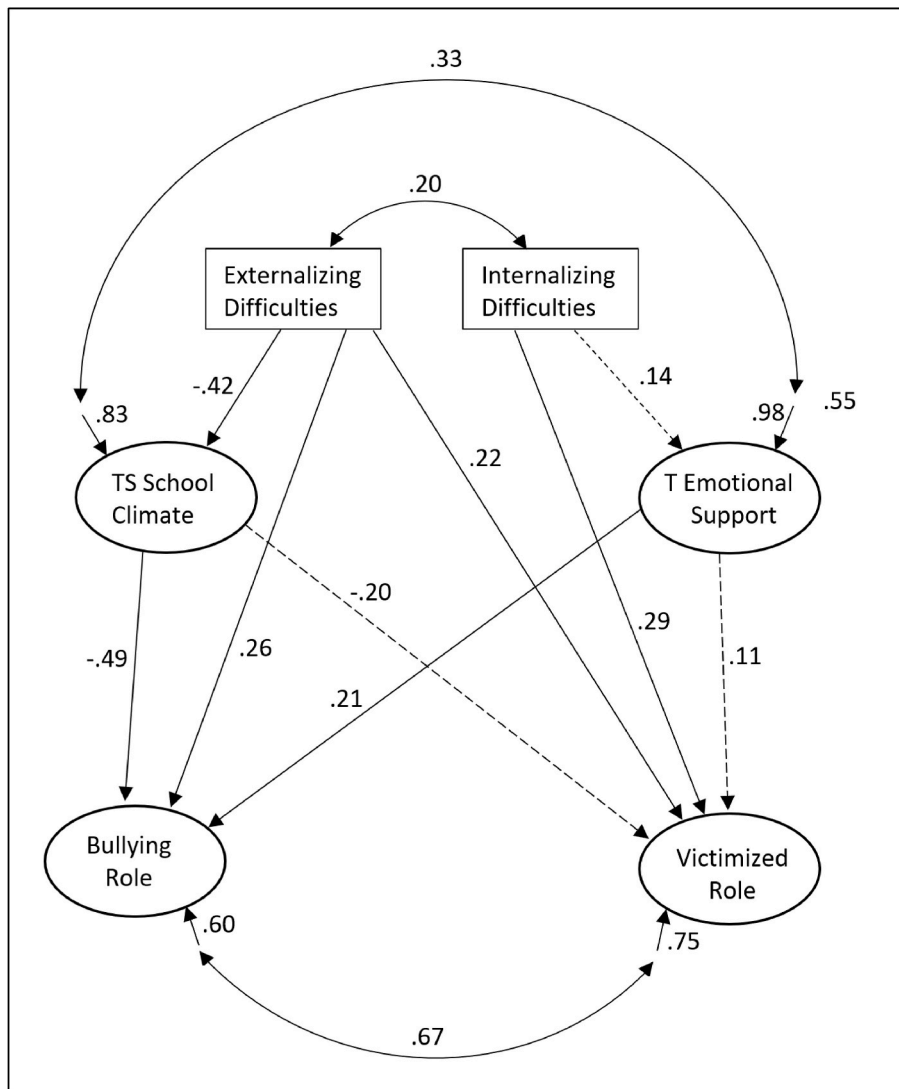 .33
.20
Externalizing
Difficulties
Internalizing
Difficulties
-.42
.14
.83
.98
.55
.22
TS School
Climate
T Emotional
Support
-.20
-.49
.26
.29
.11
.21
Bullying
Role
Victimized
Role
.60
.75
.67